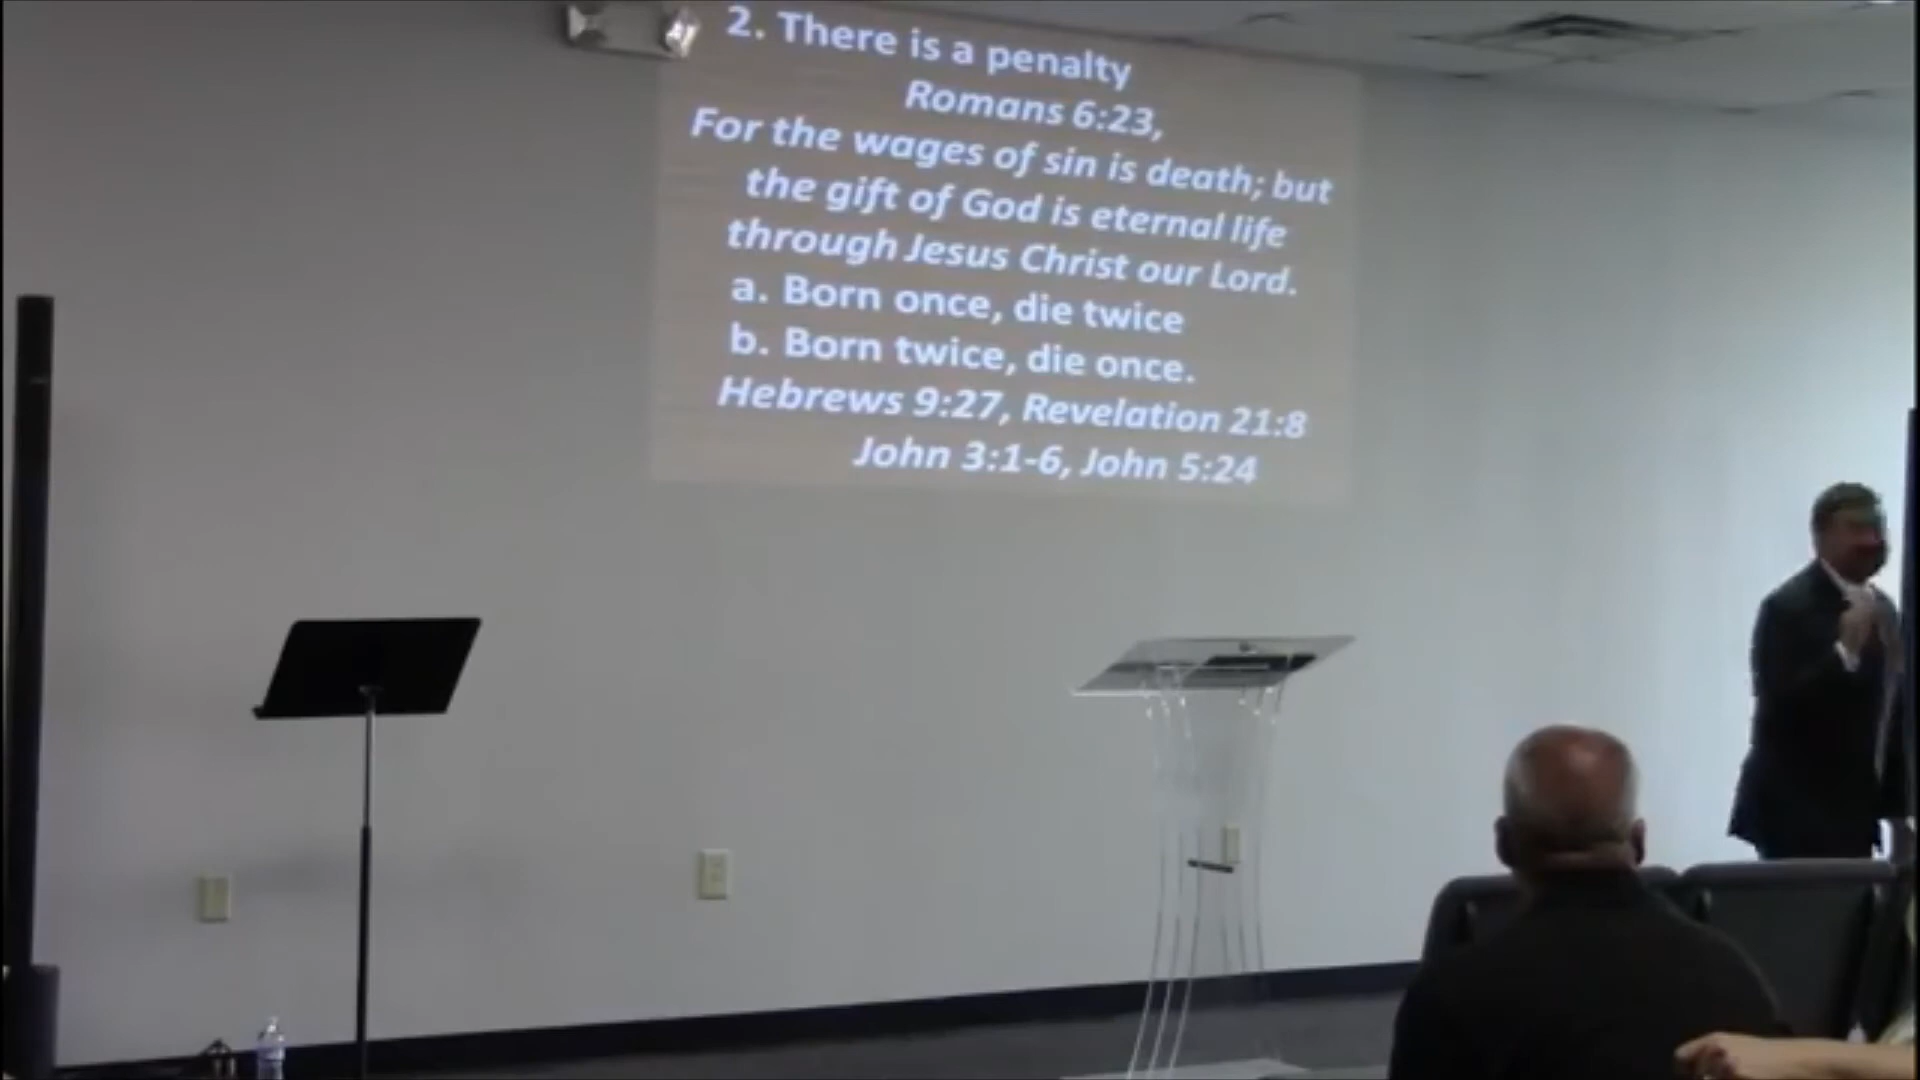 2. There is a penalty
Romans 6:23,
For the wages of sin is death; but
the gift of God is eternal life
through Jesus Christ our Lord.
a. Born once, die twice
b. Born twice, die once.
Hebrews 9:27, Revelation 21:8
John 3:1-6, John 5:24